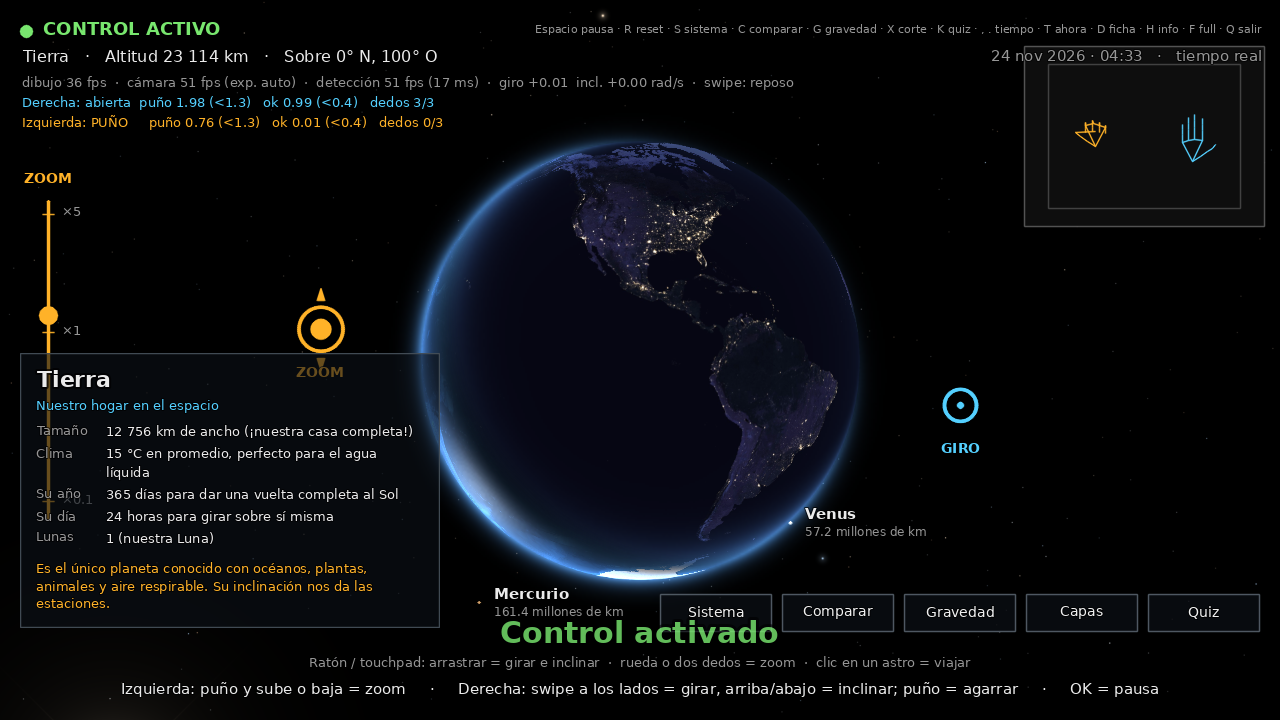 CONTROL ACTIVO
Espacio pausa · R reset · S sistema · C comparar · G gravedad · X corte · K quiz · , . tiempo · T ahora · D ficha · H info · F full · Q salir
Tierra · Altitud 23 114 km · Sobre 0° N, 100° O
24 nov 2026 · 04:33 · tiempo real
dibujo 36 fps · cámara 51 fps (exp. auto) · detección 51 fps (17 ms) · giro +0.01 incl. +0.00 rad/s · swipe: reposo
Derecha: abierta puño 1.98 (<1.3) ok 0.99 (<0.4) dedos 3/3
Izquierda: PUÑO puño 0.76 (<1.3) ok 0.01 (<0.4) dedos 0/3
ZOOM
×5
×1
×0.1
ZOOM
Tierra
Nuestro hogar en el espacio
Tamaño 12 756 km de ancho (¡nuestra casa completa!)
Clima 15 °C en promedio, perfecto para el agua
líquida
Su año 365 días para dar una vuelta completa al Sol
Su día 24 horas para girar sobre sí misma
Lunas 1 (nuestra Luna)
Es el único planeta conocido con océanos, plantas,
animales y aire respirable. Su inclinación nos da las
estaciones.
GIRO
Venus
57.2 millones de km
Mercurio
161.4 millones de km
Sistema
Comparar
Gravedad
Capas
Quiz
Control activado
Ratón / touchpad: arrastrar = girar e inclinar · rueda o dos dedos = zoom · clic en un astro = viajar
Izquierda: puño y sube o baja = zoom · Derecha: swipe a los lados = girar, arriba/abajo = inclinar; puño = agarrar · OK = pausa